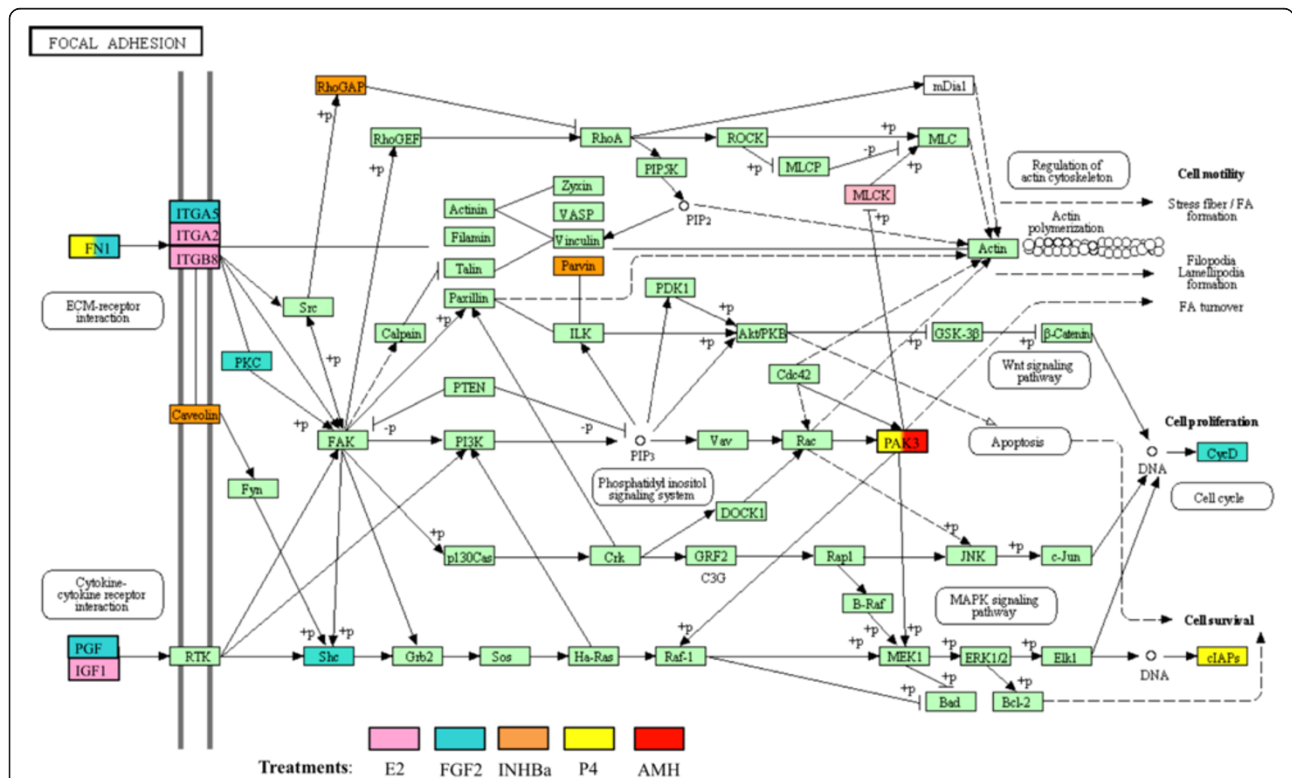 FOCAL ADHESION
RhoGAP
mDia1
+p
RhoGEF
RhoA
ROCK
+p
MLC
-p
+p
+p
PIP5K
MLCP
+p
Regulation of
actin cytoskeleton
Cell motility
Zyxin
MLCK
ITGA5
Actinin
VASP
PIP2
+p
Stress fiber / FA
formation
ITGA2
FN1
Filamin
Vinculin
Actin
polymerization
ITGB8
Actin
Talin
Parvin
Filopodia
Lamellipodia
formation
ECM-receptor
interaction
Src
Paxillin
PDK1
FA turnover
+p
+p
Calpain
ILK
Akt/PKB
GSK-3β
β-Catenin
+p
+p
+p
+p
PKC
Wnt signaling
pathway
Cdc42
PTEN
Caveolin
+p
-p
-p
Cell proliferation
FAK
PI3K
PIP3
Vav
Rac
PAK3
Apoptosis
CycD
DNA
Fyn
Phosphatidyl inositol
signaling system
Cell cycle
DOCK1
+p
p130Cas
Crk
GRF2
Rap1
JNK
+p
+p
c-Jun
C3G
Cytokine-
cytokine receptor
interaction
B-Raf
MAPK signaling
pathway
Cell survival
+p
+p
+p
+p
+p
PGF
RTK
Shc
Grb2
Sos
Ha-Ras
Raf-1
MEK1
+p
ERK1/2
+p
Elk1
cIAPs
IGF1
DNA
+p
+p
+p
Bad
Bcl-2
Treatments:
E2
FGF2
INHBa
P4
AMH